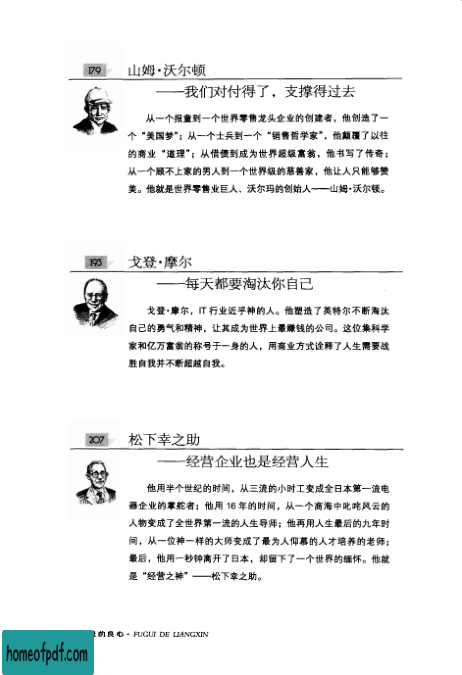 179 山姆·沃尔顿
——我们对付得了，支撑得过去
从一个报童到一个世界零售龙头企业的创建者，他创造了一
个“美国梦”；从一个士兵到一个“销售哲学家”，他颠覆了以往
的商业“道理”；从借债到成为世界超级富翁，他书写了传奇；
从一个顾不上家的男人到一个世界级的慈善家，他让人只能够赞
美。他就是世界零售业巨人、沃尔玛的创始人——山姆·沃尔顿。
193 戈登·摩尔
——每天都要淘汰你自己
戈登·摩尔，IT 行业近乎神的人。他塑造了英特尔不断淘汰
自己的勇气和精神，让其成为世界上最赚钱的公司。这位集科学
家和亿万富翁的称号于一身的人，用商业方式诠释了人生需要战
胜自我并不断超越自我。
207 松下幸之助
——经营企业也是经营人生
他用半个世纪的时间，从三流的小时工变成全日本第一流电
器企业的掌舵者；他用 16 年的时间，从一个商海中叱咤风云的
人物变成了全世界第一流的人生导师；他再用人生最后的九年时
间，从一位神一样的大师变成了最为人仰慕的人才培养的老师；
最后，他用一秒钟离开了日本，却留下了一个世界的缅怀。他就
是“经营之神”——松下幸之助。
的良心·FUGUI DE LIANGXIN
homeofpdf.com